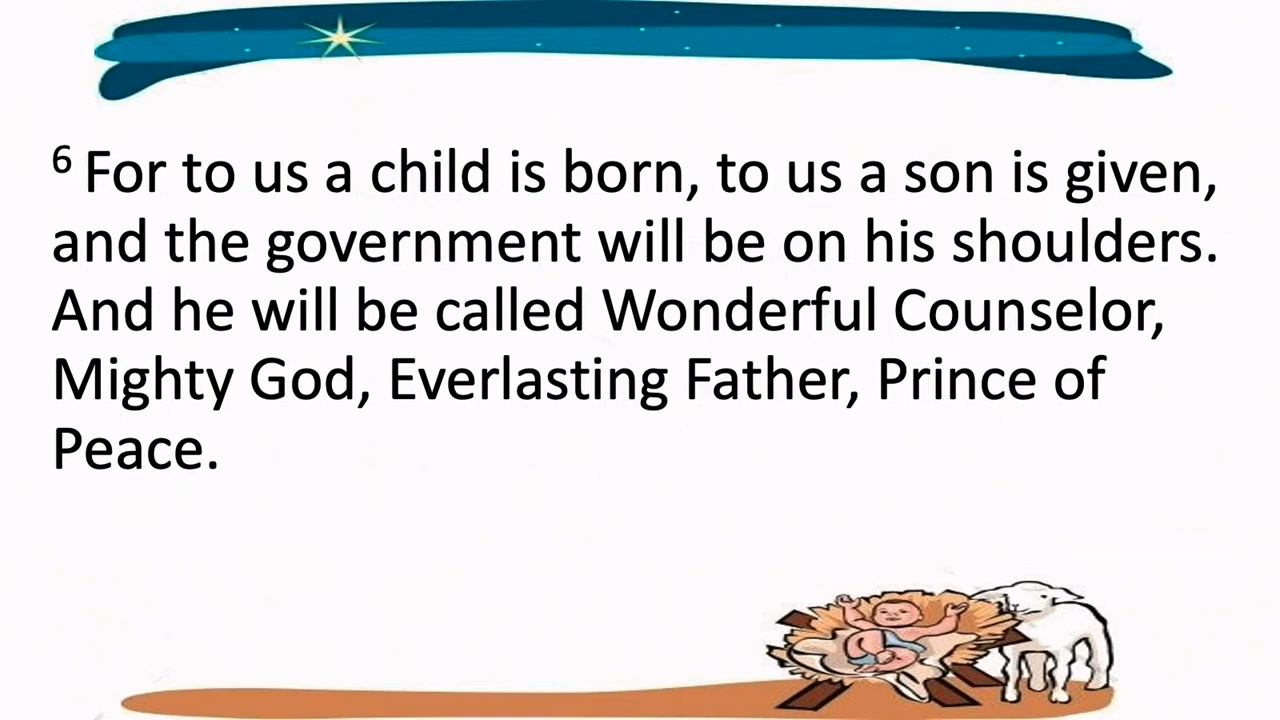 6 For to us a child is born, to us a son is given,
and the government will be on his shoulders.
And he will be called Wonderful Counselor,
Mighty God, Everlasting Father, Prince of
Peace.